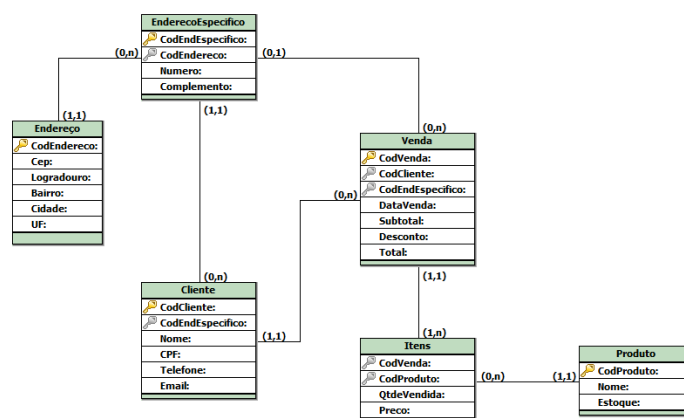 EnderecoEspecifico
CodEndEspecifico:
CodEndereco:
Numero:
Complemento:
(0,n)
(0,1)
(1,1)
(1,1)
Endereço
CodEndereco:
Cep:
Logradouro:
Bairro:
Cidade:
UF:
(0,n)
Venda
CodVenda:
CodCliente:
CodEndEspecifico:
DataVenda:
Subtotal:
Desconto:
Total:
(0,n)
(1,1)
(0,n)
Cliente
CodCliente:
CodEndEspecifico:
Nome:
CPF:
Telefone:
Email:
(1,1)
(1,n)
Itens
CodVenda:
CodProduto:
QtdeVendida:
Preco:
(0,n)
(1,1)
Produto
CodProduto:
Nome:
Estoque: